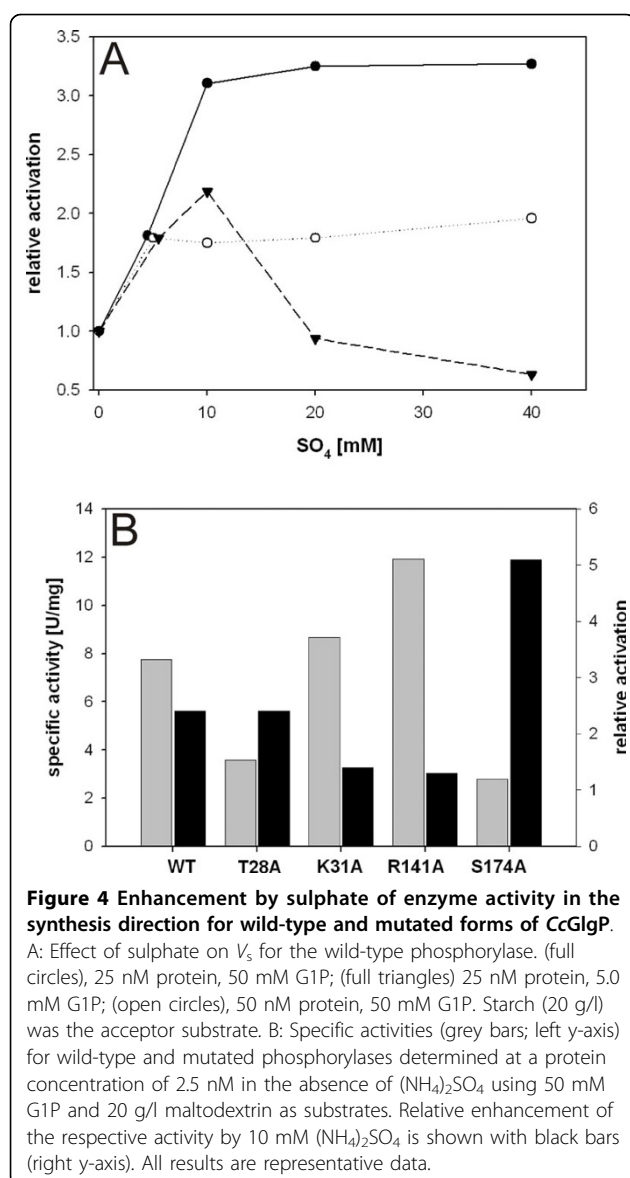 A
3.5
3.0
2.5
2.0
1.5
1.0
0.5
relative activation
0 10 20 30 40
SO₄ [mM]
B
14
12
10
8
6
4
2
0
specific activity [U/mg]
6
5
4
3
2
1
0
relative activation
WT T28A K31A R141A S174A
Figure 4 Enhancement by sulphate of enzyme activity in the
synthesis direction for wild-type and mutated forms of CcGlgP.
A: Effect of sulphate on Vₛ for the wild-type phosphorylase. (full
circles), 25 nM protein, 50 mM G1P; (full triangles) 25 nM protein, 5.0
mM G1P; (open circles), 50 nM protein, 50 mM G1P. Starch (20 g/l)
was the acceptor substrate. B: Specific activities (grey bars; left y-axis)
for wild-type and mutated phosphorylases determined at a protein
concentration of 2.5 nM in the absence of (NH₄)₂SO₄ using 50 mM
G1P and 20 g/l maltodextrin as substrates. Relative enhancement of
the respective activity by 10 mM (NH₄)₂SO₄ is shown with black bars
(right y-axis). All results are representative data.